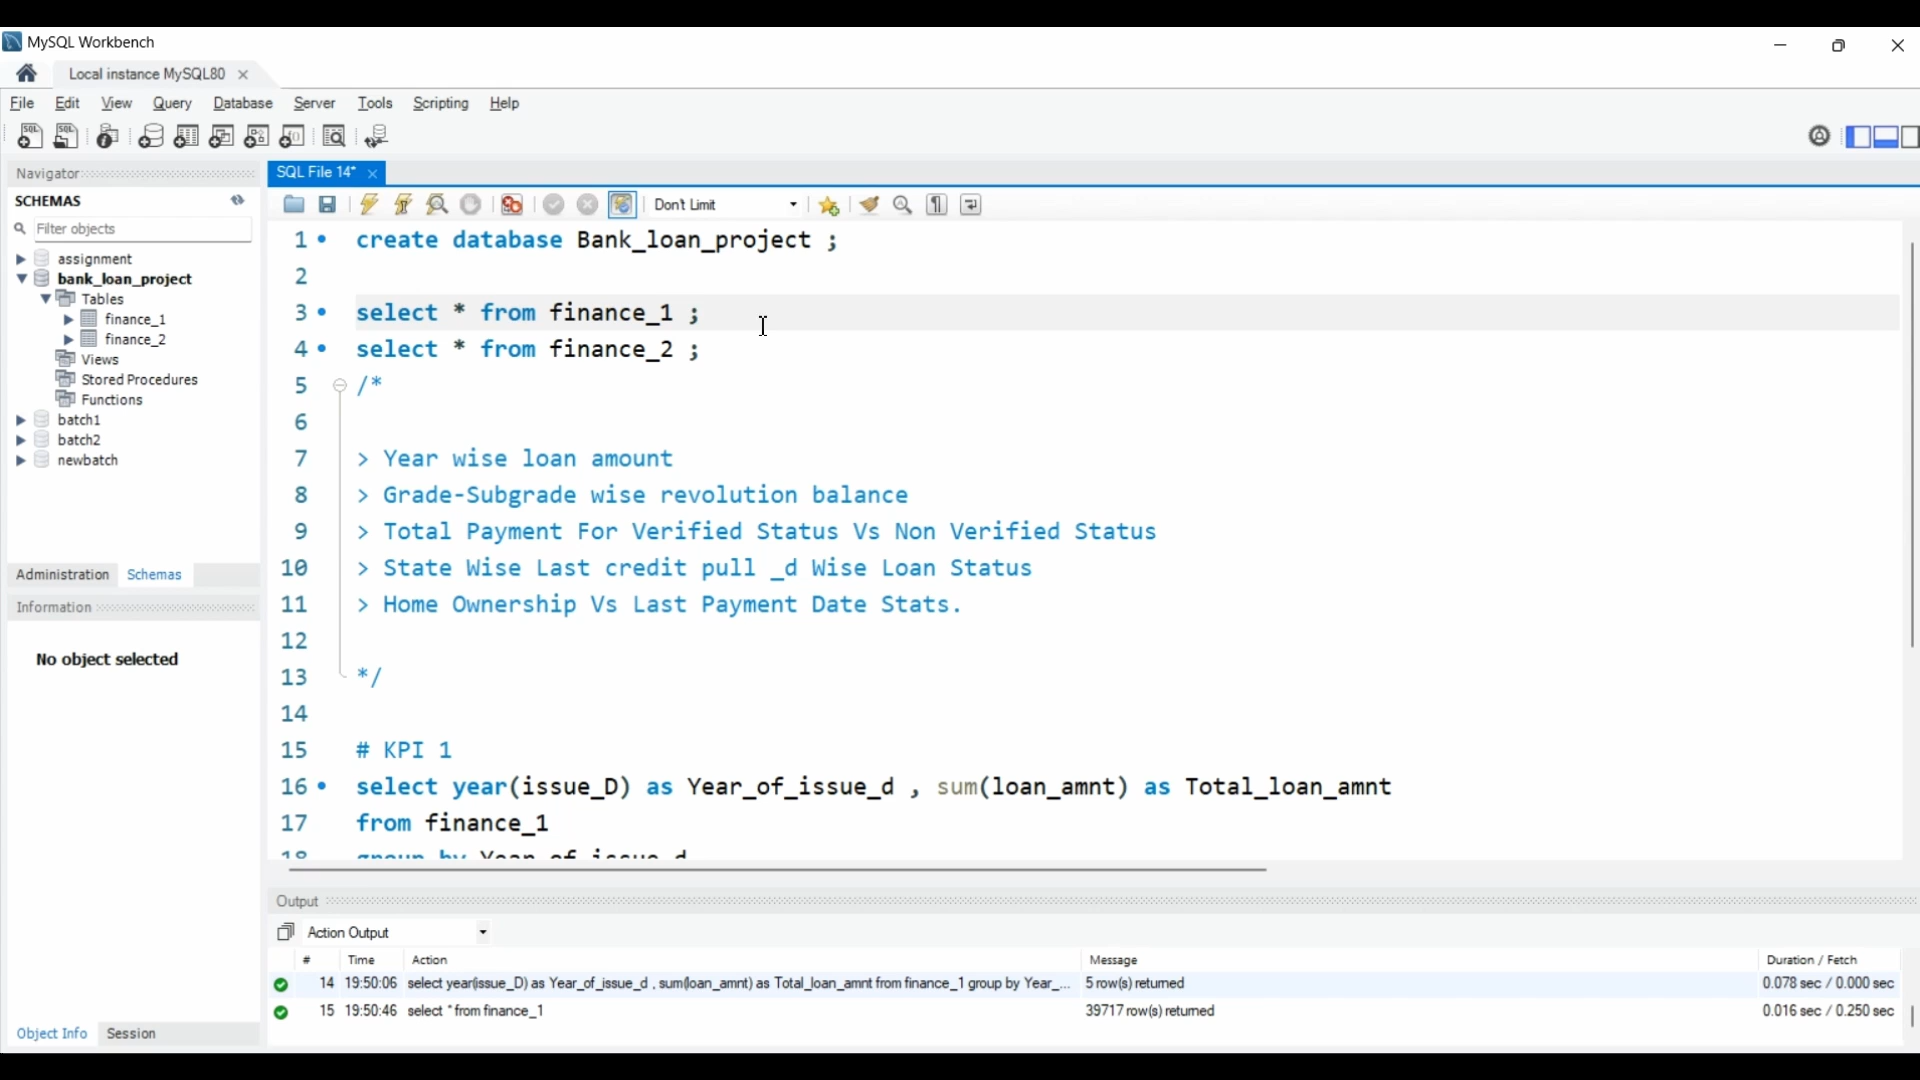 MySQL Workbench
Local instance MySQL80
File Edit View Query Database Server Tools Scripting Help
Navigator
SCHEMAS
Filter objects
assignment
bank_loan_project
Tables
finance_1
finance_2
Views
Stored Procedures
Functions
batch1
batch2
newbatch
Administration Schemas
Information
No object selected
Object Info Session
SQL File 14*
Don't Limit
1 create database Bank_loan_project ;
2
3 select * from finance_1 ;
4 select * from finance_2 ;
5 /*
6
7 > Year wise loan amount
8 > Grade-Subgrade wise revolution balance
9 > Total Payment For Verified Status Vs Non Verified Status
10 > State Wise Last credit pull _d Wise Loan Status
11 > Home Ownership Vs Last Payment Date Stats.
12
13 */
14
15 # KPI 1
16 select year(issue_D) as Year_of_issue_d , sum(loan_amnt) as Total_loan_amnt
17 from finance_1
18 group by Year_of_issue_d
Output
Action Output
# Time Action Message Duration / Fetch
14 19:50:06 select year(issue_D) as Year_of_issue_d , sum(loan_amnt) as Total_loan_amnt from finance_1 group by Year_... 5 row(s) returned 0.078 sec / 0.000 sec
15 19:50:46 select * from finance_1 39717 row(s) returned 0.016 sec / 0.250 sec